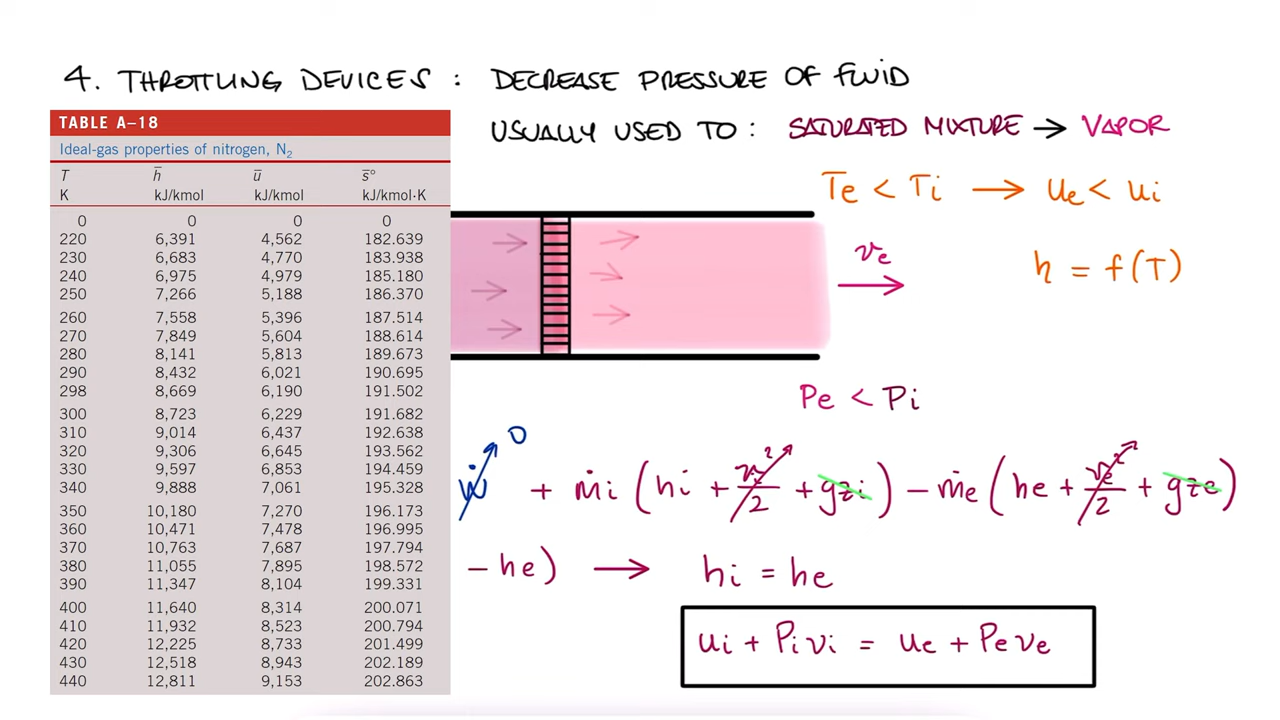 4. THROTTLING DEVICES : DECREASE PRESSURE OF FLUID
USUALLY USED TO : SATURATED MIXTURE → VAPOR
TABLE A–18
Ideal-gas properties of nitrogen, N₂
T h̅ u̅ s̅°
K kJ/kmol kJ/kmol kJ/kmol·K
0 0 0 0
220 6,391 4,562 182.639
230 6,683 4,770 183.938
240 6,975 4,979 185.180
250 7,266 5,188 186.370
260 7,558 5,396 187.514
270 7,849 5,604 188.614
280 8,141 5,813 189.673
290 8,432 6,021 190.695
298 8,669 6,190 191.502
300 8,723 6,229 191.682
310 9,014 6,437 192.638
320 9,306 6,645 193.562
330 9,597 6,853 194.459
340 9,888 7,061 195.328
350 10,180 7,270 196.173
360 10,471 7,478 196.995
370 10,763 7,687 197.794
380 11,055 7,895 198.572
390 11,347 8,104 199.331
400 11,640 8,314 200.071
410 11,932 8,523 200.794
420 12,225 8,733 201.499
430 12,518 8,943 202.189
440 12,811 9,153 202.863
Te < Ti → ue < ui
ve
h = f(T)
Pe < Pi
Ẇ 0 + ṁi (hi + vi²/2 + gzi) − ṁe (he + ve²/2 + gze)
− he) → hi = he
ui + Pivi = ue + Peve